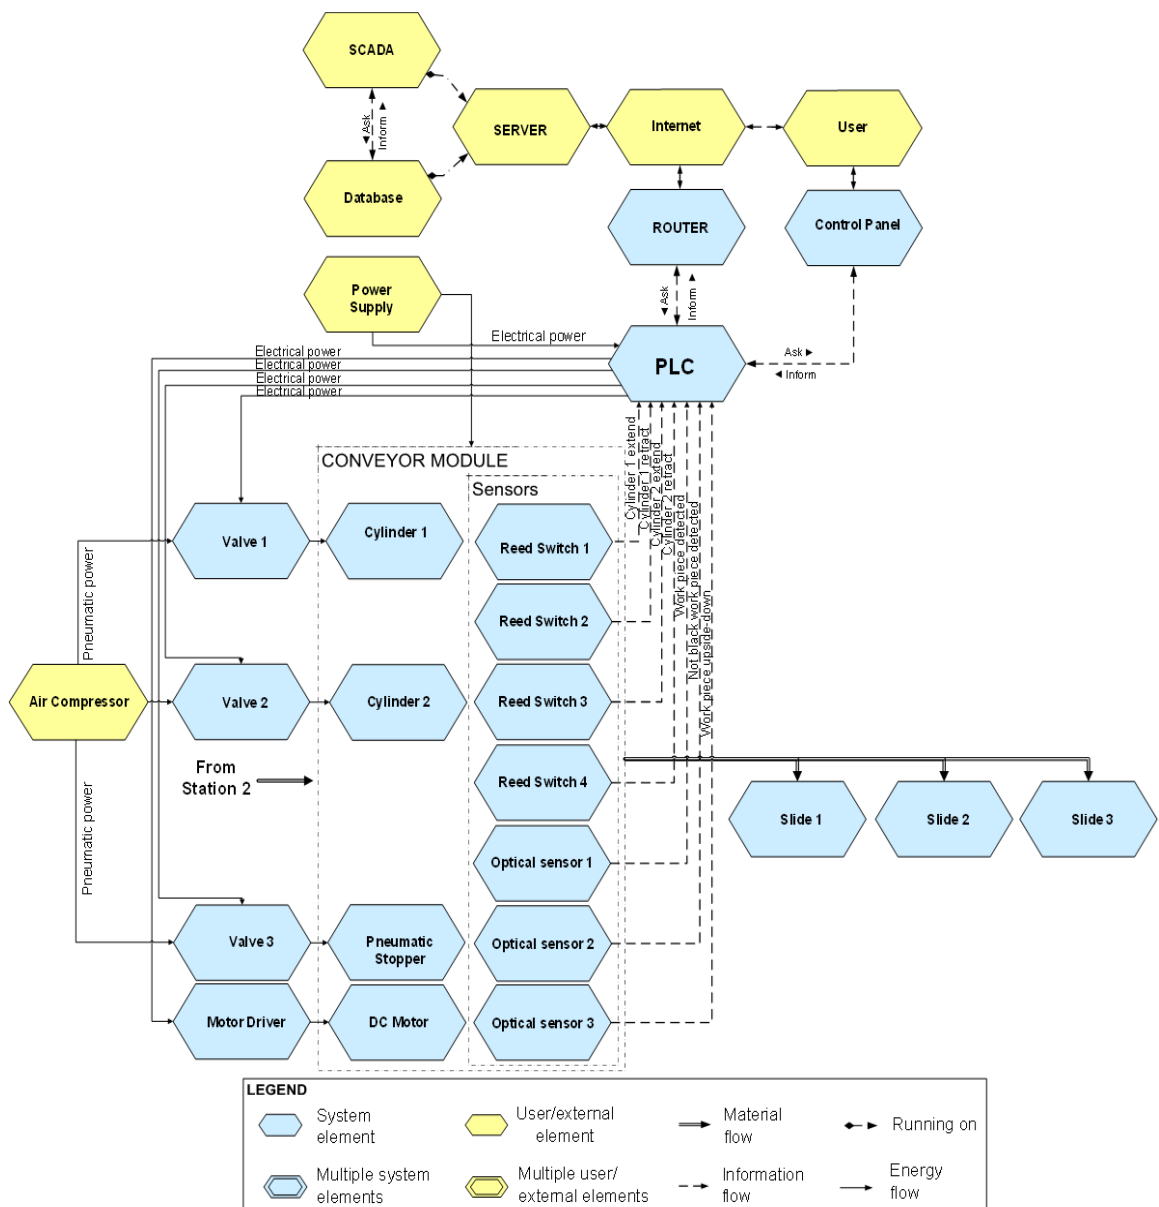 SCADA
◄ Ask
Inform ►
SERVER
Internet
User
Database
ROUTER
Control Panel
Power
Supply
◄ Ask
Inform ►
Electrical power
PLC
Ask ►
◄ Inform
Electrical power
Electrical power
Electrical power
Electrical power
CONVEYOR MODULE
Sensors
Cylinder 1 extend
Cylinder 1 retract
Cylinder 2 extend
Cylinder 2 retract
Work piece detected
Not black work piece detected
Work piece upside-down
Pneumatic power
Valve 1
Cylinder 1
Reed Switch 1
Reed Switch 2
Air Compressor
Valve 2
Cylinder 2
Reed Switch 3
From
Station 2
Reed Switch 4
Slide 1
Slide 2
Slide 3
Pneumatic power
Optical sensor 1
Valve 3
Pneumatic
Stopper
Optical sensor 2
Motor Driver
DC Motor
Optical sensor 3
LEGEND
System
element
User/external
element
Material
flow
Running on
Multiple system
elements
Multiple user/
external elements
Information
flow
Energy
flow